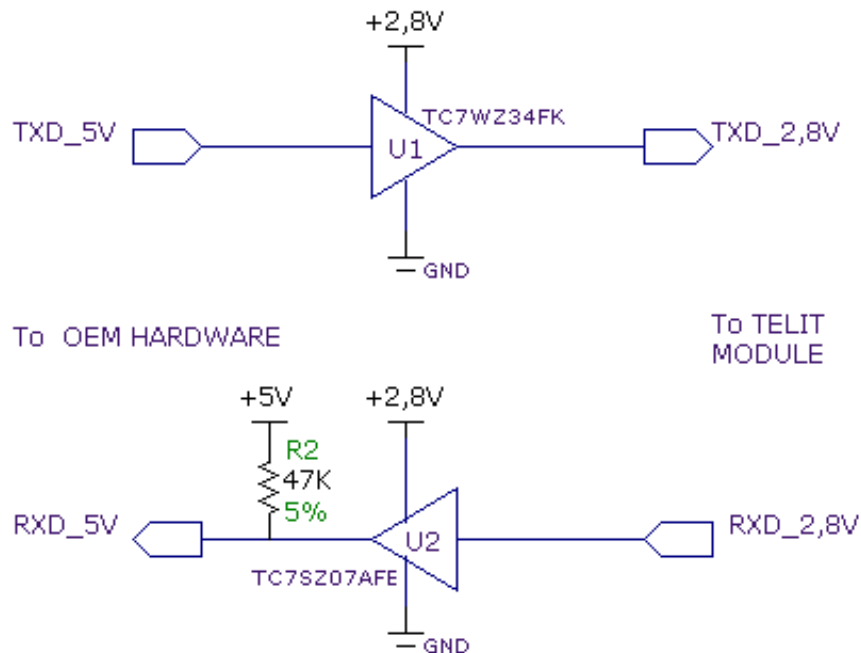 +2,8V
TXD_5V
TC7WZ34FK
U1
TXD_2,8V
GND
To OEM HARDWARE
To TELIT
MODULE
+5V
+2,8V
R2
47K
5%
RXD_5V
U2
RXD_2,8V
TC7SZ07AFE
GND